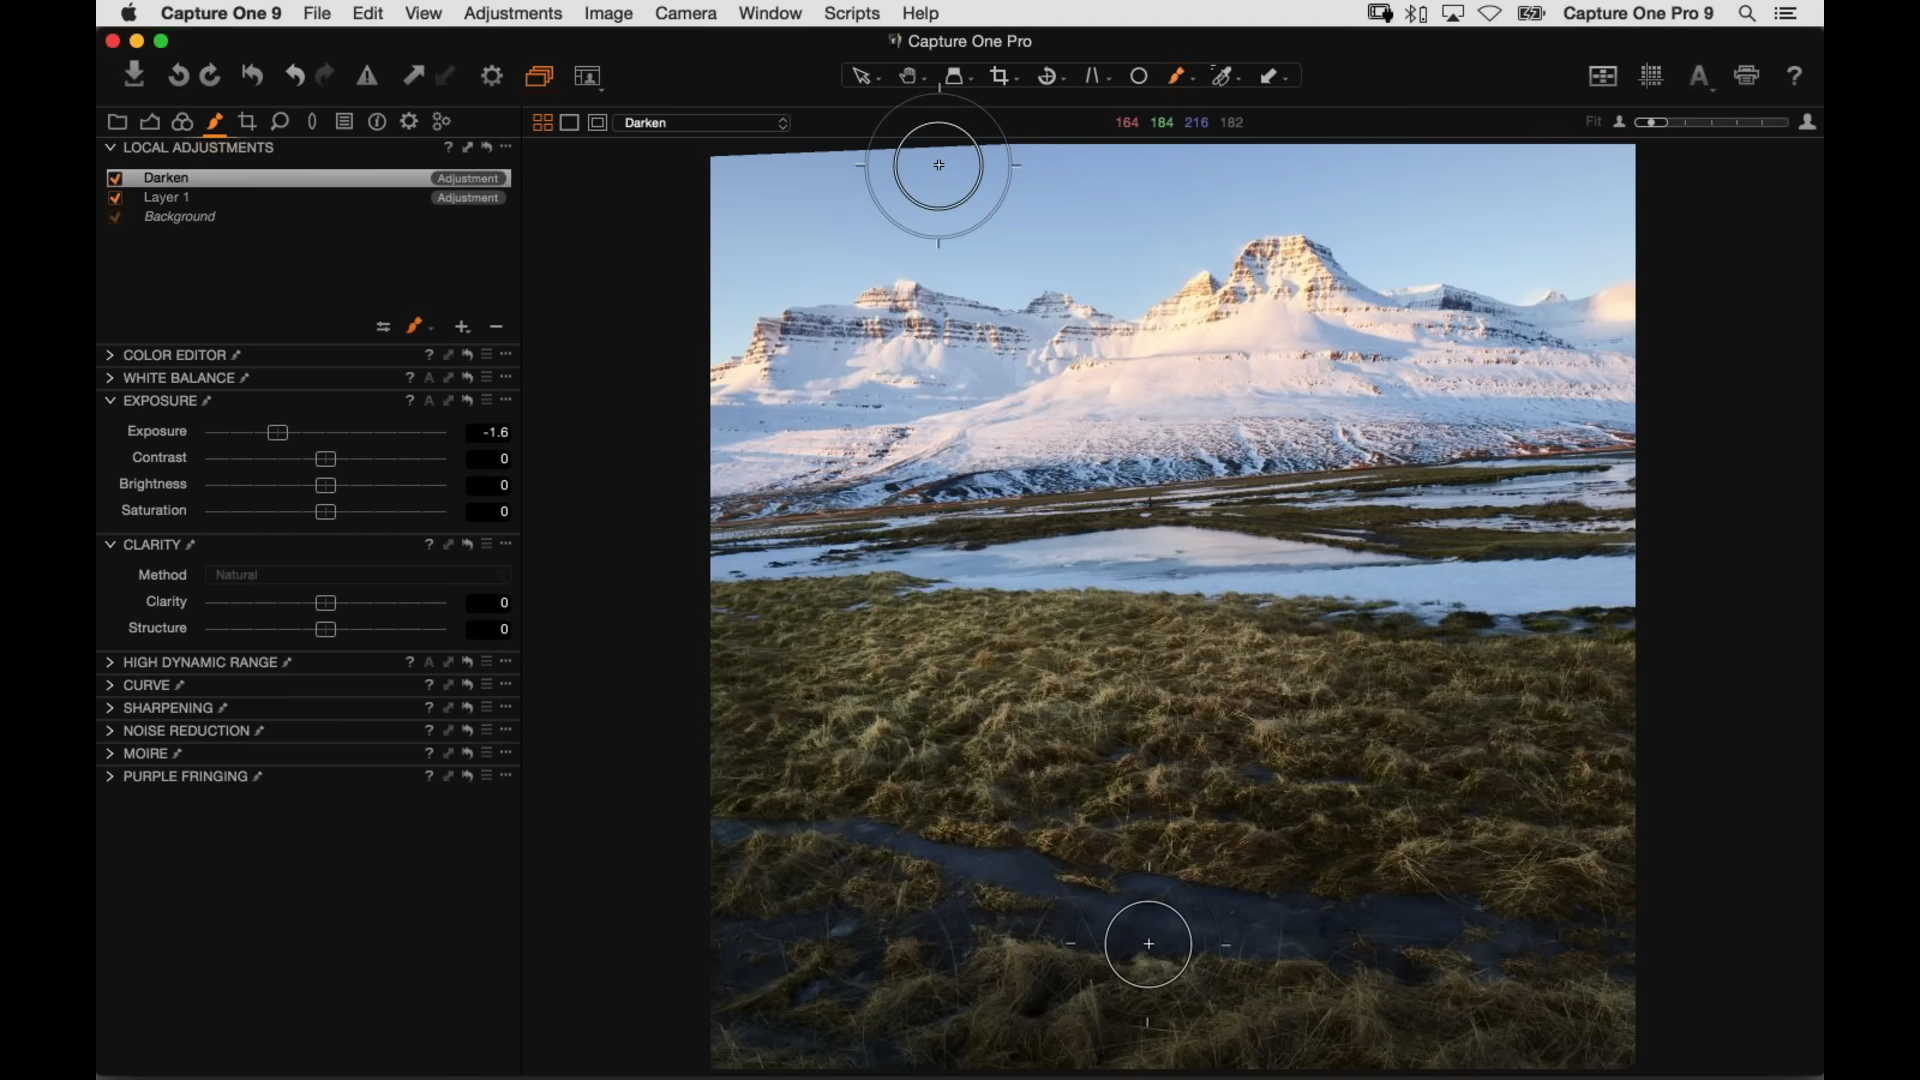 Capture One 9 File Edit View Adjustments Image Camera Window Scripts Help Capture One Pro 9
Capture One Pro
Darken 164 184 216 182 Fit
LOCAL ADJUSTMENTS
Darken Adjustment
Layer 1 Adjustment
Background
COLOR EDITOR
WHITE BALANCE
EXPOSURE
Exposure -1.6
Contrast 0
Brightness 0
Saturation 0
CLARITY
Method Natural
Clarity 0
Structure 0
HIGH DYNAMIC RANGE
CURVE
SHARPENING
NOISE REDUCTION
MOIRE
PURPLE FRINGING